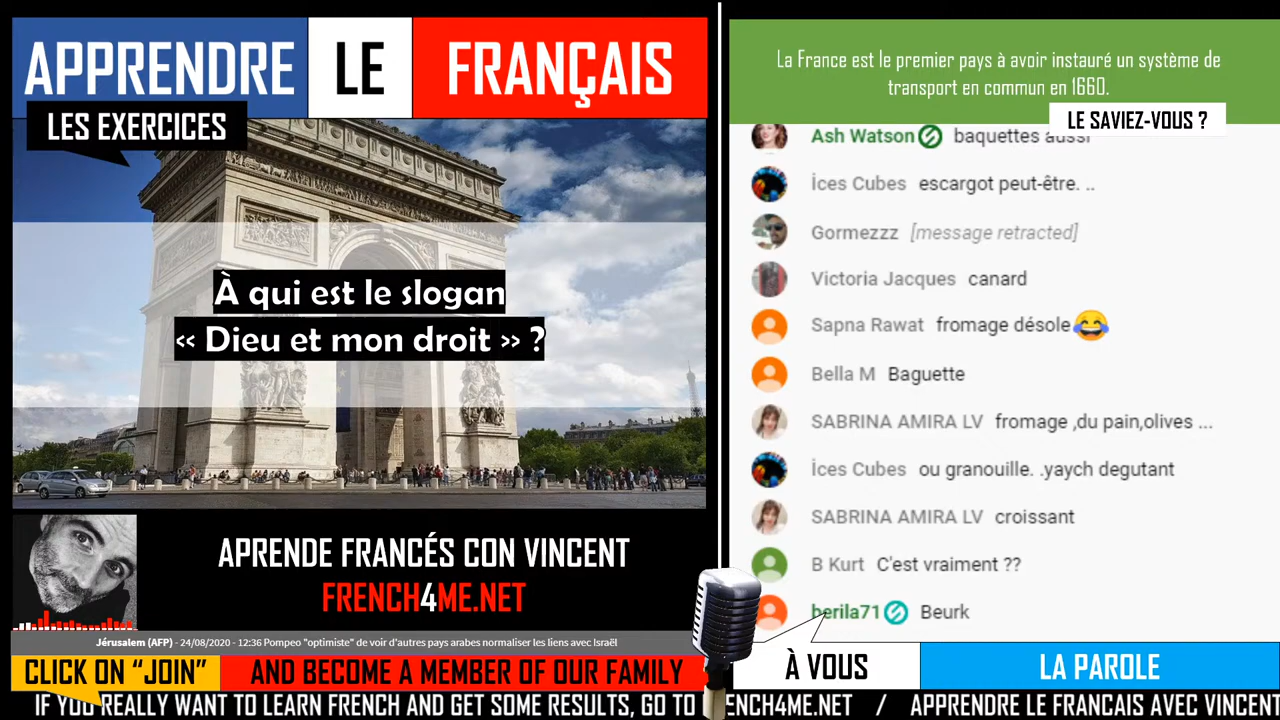 APPRENDRE LE FRANÇAIS
LES EXERCICES
À qui est le slogan
« Dieu et mon droit » ?
APRENDE FRANCÉS CON VINCENT
FRENCH4ME.NET
Jérusalem (AFP) - 24/08/2020 - 12:36 Pompeo "optimiste" de voir d'autres pays arabes normaliser les liens avec Israël
CLICK ON “JOIN” AND BECOME A MEMBER OF OUR FAMILY
La France est le premier pays à avoir instauré un système de
transport en commun en 1660.
LE SAVIEZ-VOUS ?
Ash Watson baquettes aussi
İces Cubes escargot peut-être. ..
Gormezzz [message retracted]
Victoria Jacques canard
Sapna Rawat fromage désole😂
Bella M Baguette
SABRINA AMIRA LV fromage ,du pain,olives ...
İces Cubes ou granouille. .yaych degutant
SABRINA AMIRA LV croissant
B Kurt C'est vraiment ??
berila71 Beurk
À VOUS LA PAROLE
IF YOU REALLY WANT TO LEARN FRENCH AND GET SOME RESULTS, GO TO ENCH4ME.NET / APPRENDRE LE FRANCAIS AVEC VINCENT